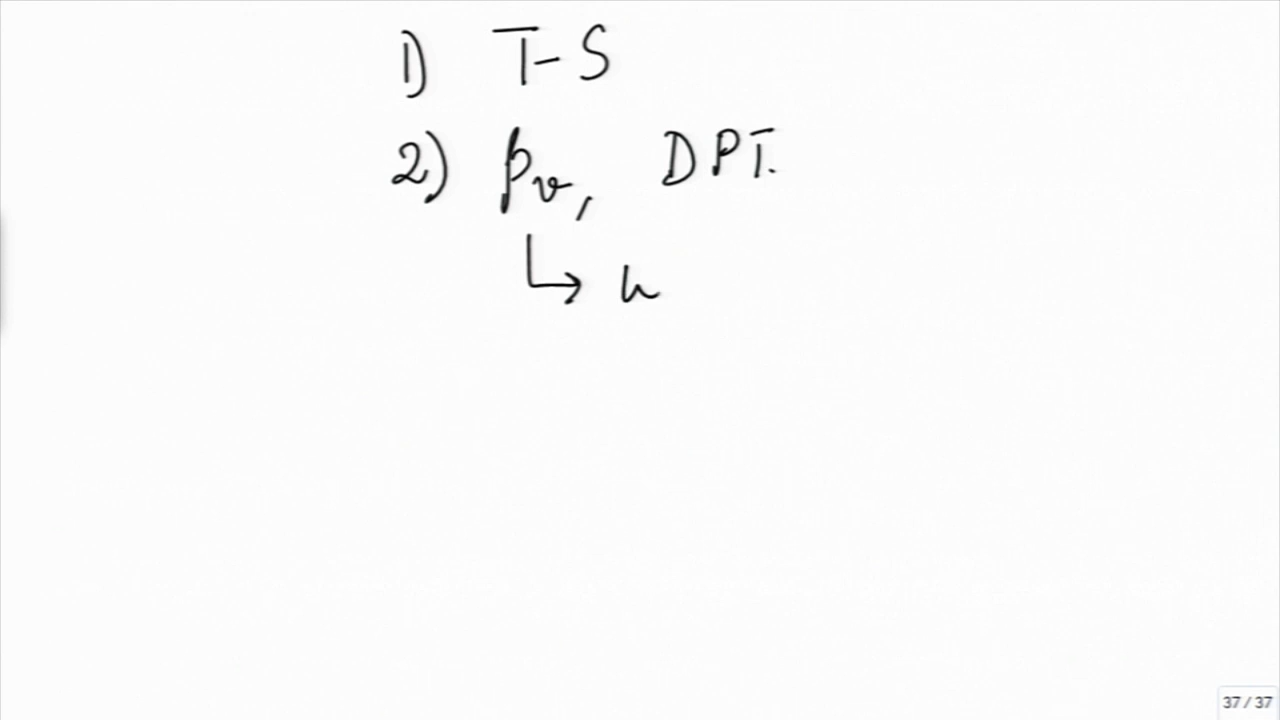 1) T-S
2) pv, DPT.
↳ u
37 / 37